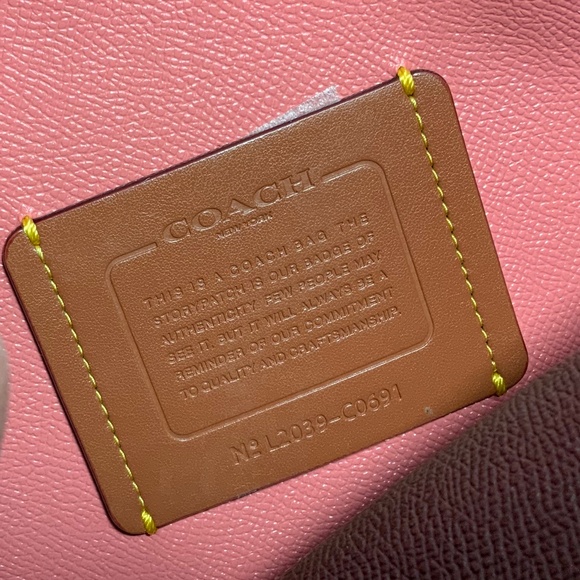 COACH
NEW YORK
THIS IS A COACH BAG. THE
STORYPATCH IS OUR BADGE OF
AUTHENTICITY. FEW PEOPLE MAY
SEE IT, BUT IT WILL ALWAYS BE A
REMINDER OF OUR COMMITMENT
TO QUALITY AND CRAFTSMANSHIP.
Nº L2039-C0691